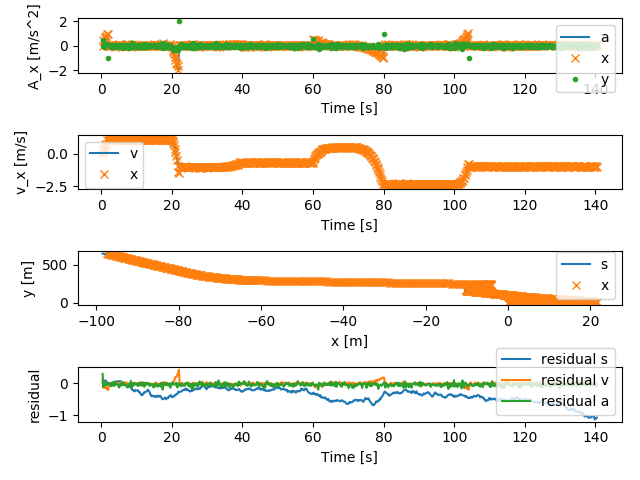 A_x [m/s^2]
2
0
−2
a
x
y
0 20 40 60 80 100 120 140
Time [s]
v_x [m/s]
0.0
−2.5
v
x
0 20 40 60 80 100 120 140
Time [s]
y [m]
500
0
s
x
−100 −80 −60 −40 −20 0 20
x [m]
residual
0
−1
residual s
residual v
residual a
0 20 40 60 80 100 120 140
Time [s]